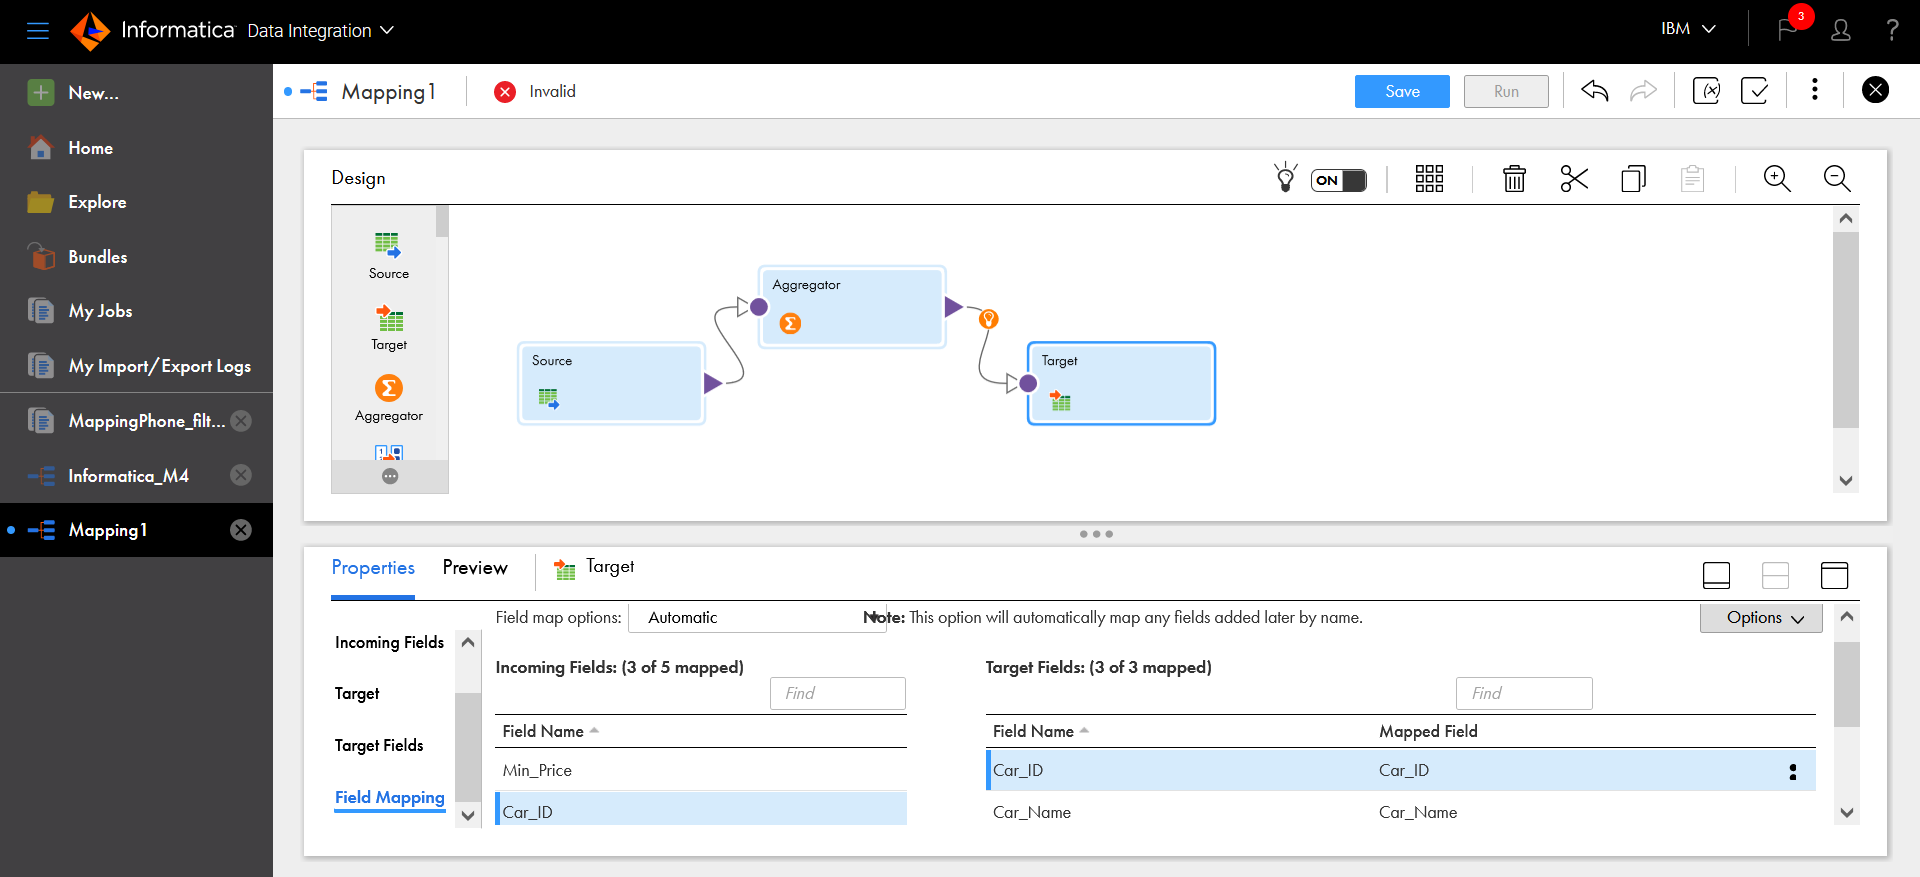 Informatica Data Integration
IBM
3
?
New...
Home
Explore
Bundles
My Jobs
My Import/Export Logs
MappingPhone_filt...
Informatica_M4
Mapping1
Mapping1
Invalid
Save
Run
Design
ON
Source
Target
Aggregator
Source
Aggregator
Target
Properties
Preview
Target
Incoming Fields
Target
Target Fields
Field Mapping
Field map options:
Automatic
Note: This option will automatically map any fields added later by name.
Options
Incoming Fields: (3 of 5 mapped)
Find
Field Name
Min_Price
Car_ID
Target Fields: (3 of 3 mapped)
Find
Field Name Mapped Field
Car_ID Car_ID
Car_Name Car_Name